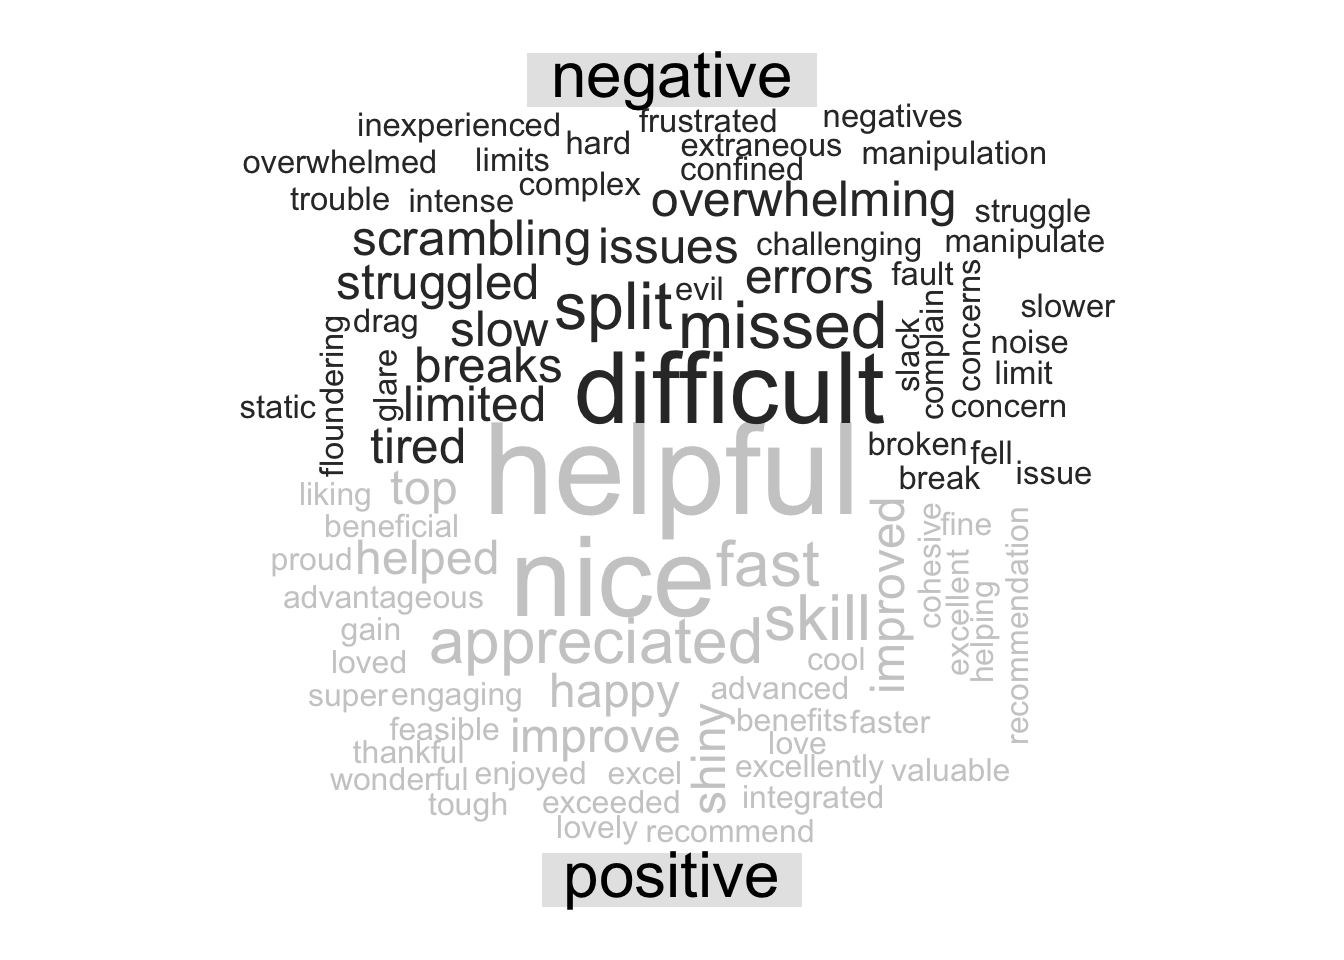 negative
inexperienced frustrated negatives
overwhelmed limits hard extraneous manipulation
trouble intense complex confined
overwhelming struggle
scrambling issues challenging manipulate
struggled split evil errors fault concerns
floundering drag slow missed slack complain slower
glare breaks difficult noise
static limited limit
concern
tired helpful broken fell
break issue
liking top
beneficial improved cohesive fine recommendation
proud helped nice fast excellent
advantageous skill helping
gain appreciated
loved cool
super engaging happy advanced
feasible improve shiny benefits faster
thankful love
wonderful enjoyed excel excellently valuable
tough exceeded integrated
lovely recommend
positive